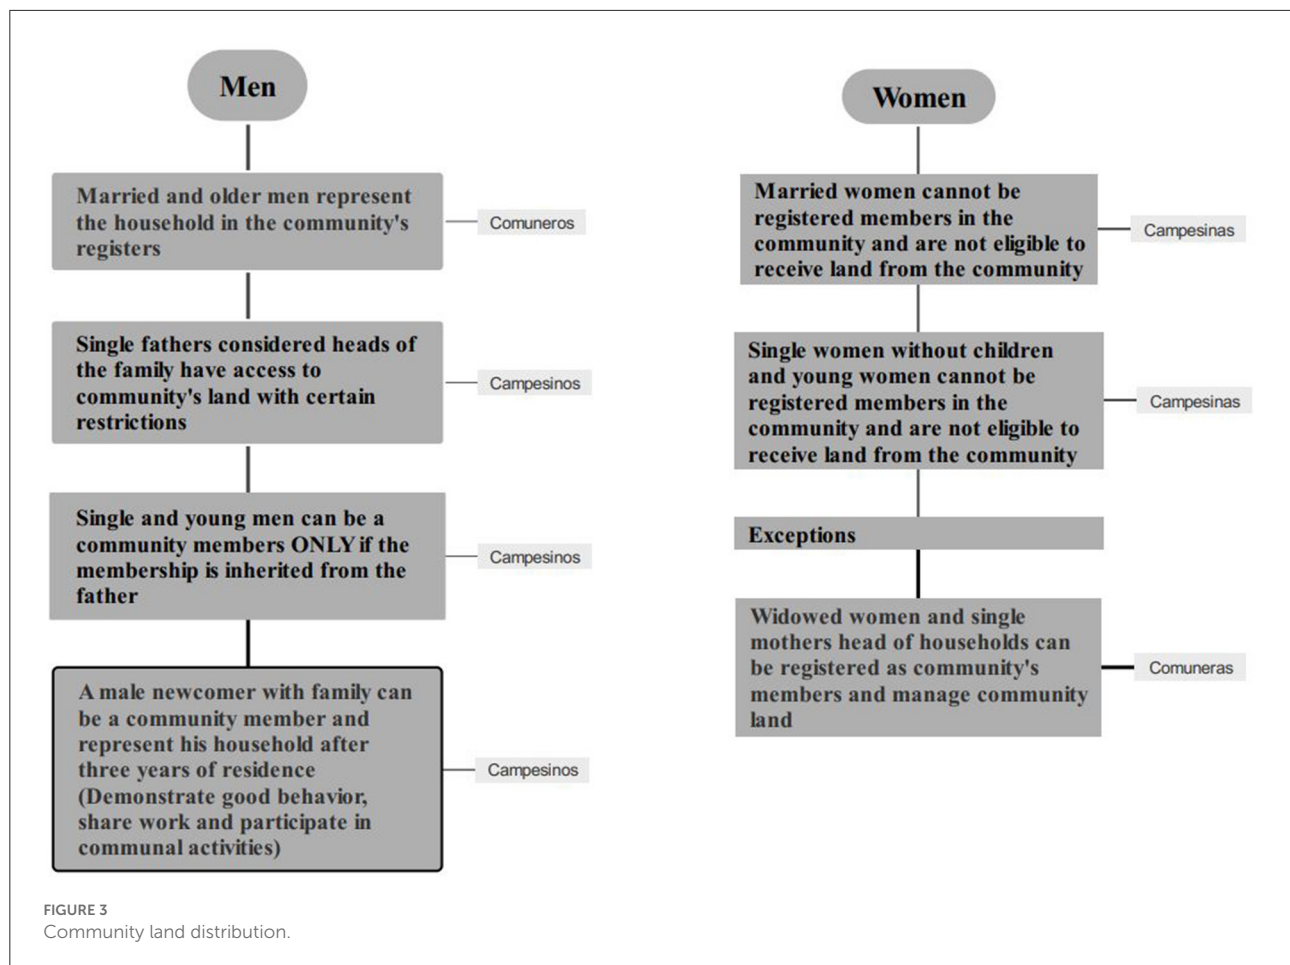 Men
Married and older men represent
the household in the community's
registers
Comuneros
Single fathers considered heads of
the family have access to
community's land with certain
restrictions
Campesinos
Single and young men can be a
community members ONLY if the
membership is inherited from the
father
Campesinos
A male newcomer with family can
be a community member and
represent his household after
three years of residence
(Demonstrate good behavior,
share work and participate in
communal activities)
Campesinos
Women
Married women cannot be
registered members in the
community and are not eligible to
receive land from the community
Campesinas
Single women without children
and young women cannot be
registered members in the
community and are not eligible to
receive land from the community
Campesinas
Exceptions
Widowed women and single
mothers head of households can
be registered as community's
members and manage community
land
Comuneras
FIGURE 3
Community land distribution.